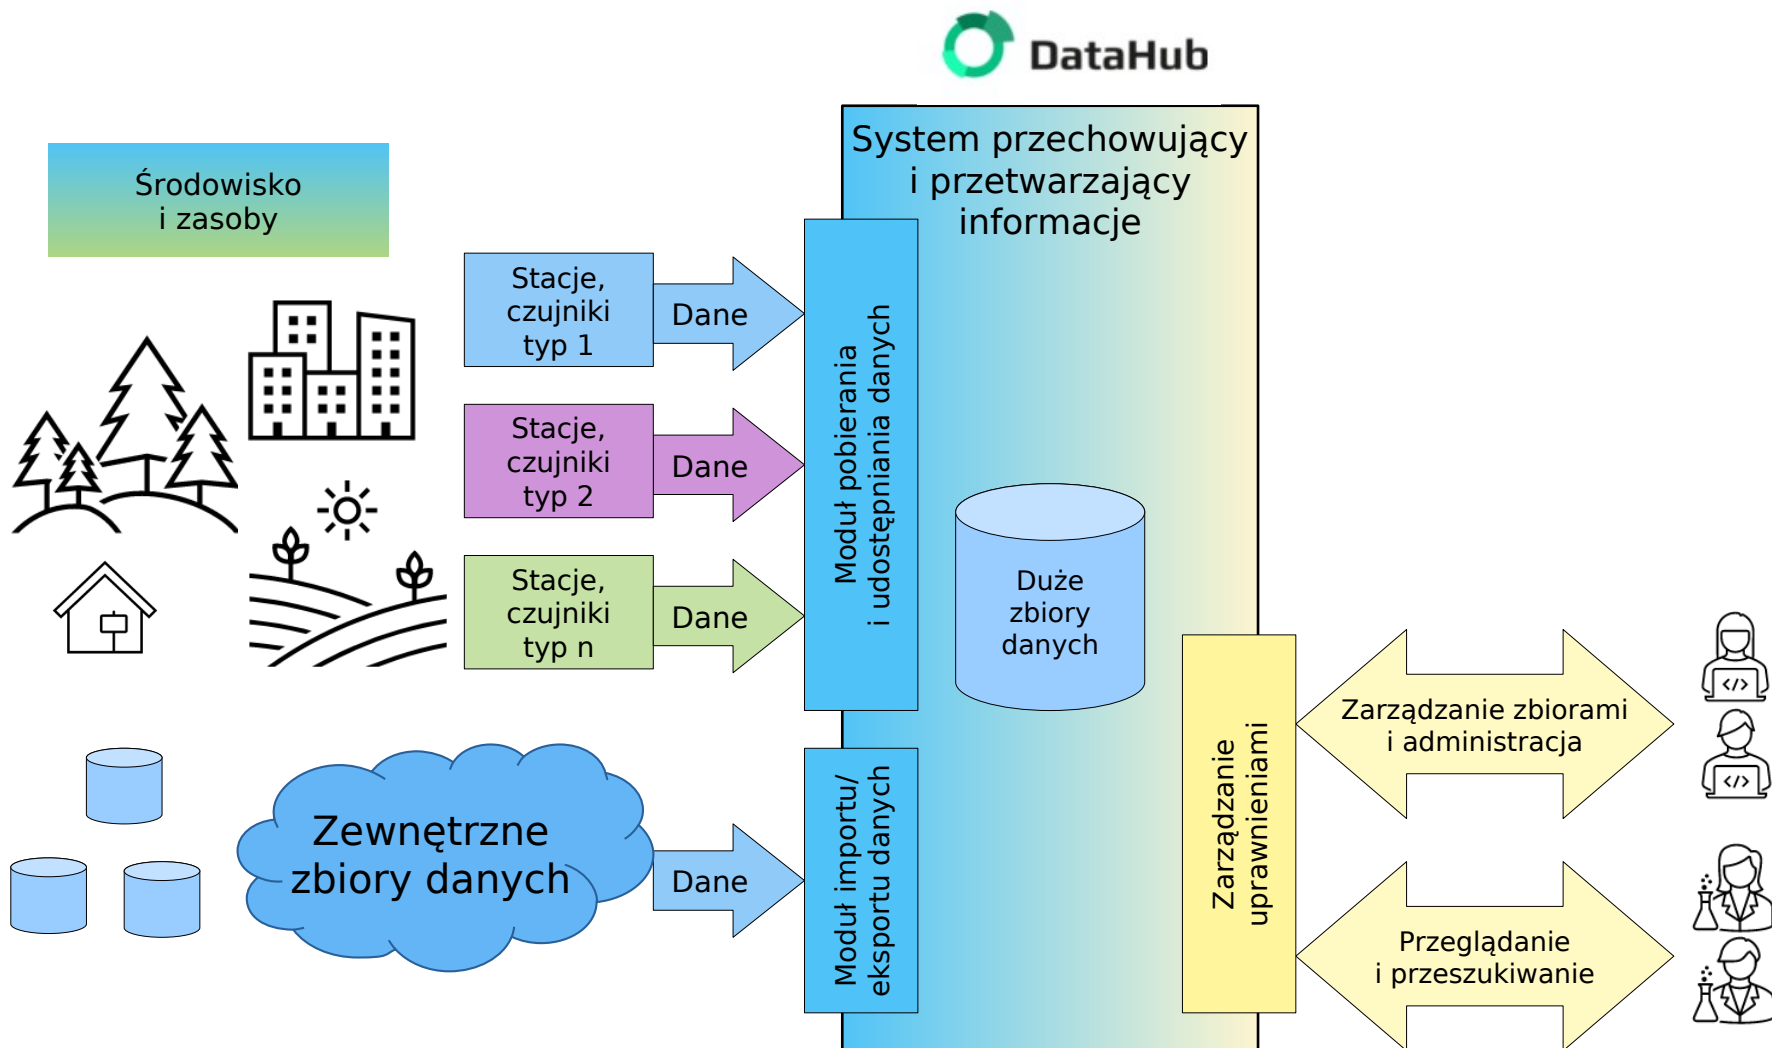 DataHub
System przechowujący
i przetwarzający
informacje
Środowisko
i zasoby
Stacje,
czujniki
typ 1
Dane
Stacje,
czujniki
typ 2
Dane
Stacje,
czujniki
typ n
Dane
Moduł pobierania
i udostępniania danych
Duże
zbiory
danych
Zewnętrzne
zbiory danych
Dane
Moduł importu/
eksportu danych
Zarządzanie
uprawnieniami
Zarządzanie zbiorami
i administracja
</>
</>
Przeglądanie
i przeszukiwanie